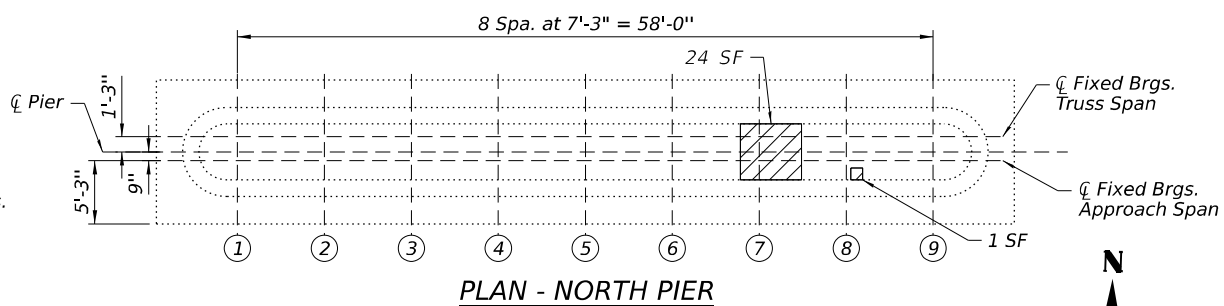 8 Spa. at 7'-3" = 58'-0"
24 SF
℄ Pier
1'-3"
℄ Fixed Brgs.
Truss Span
9"
5'-3"
s.
℄ Fixed Brgs.
Approach Span
1 2 3 4 5 6 7 8 9
1 SF
N
PLAN - NORTH PIER